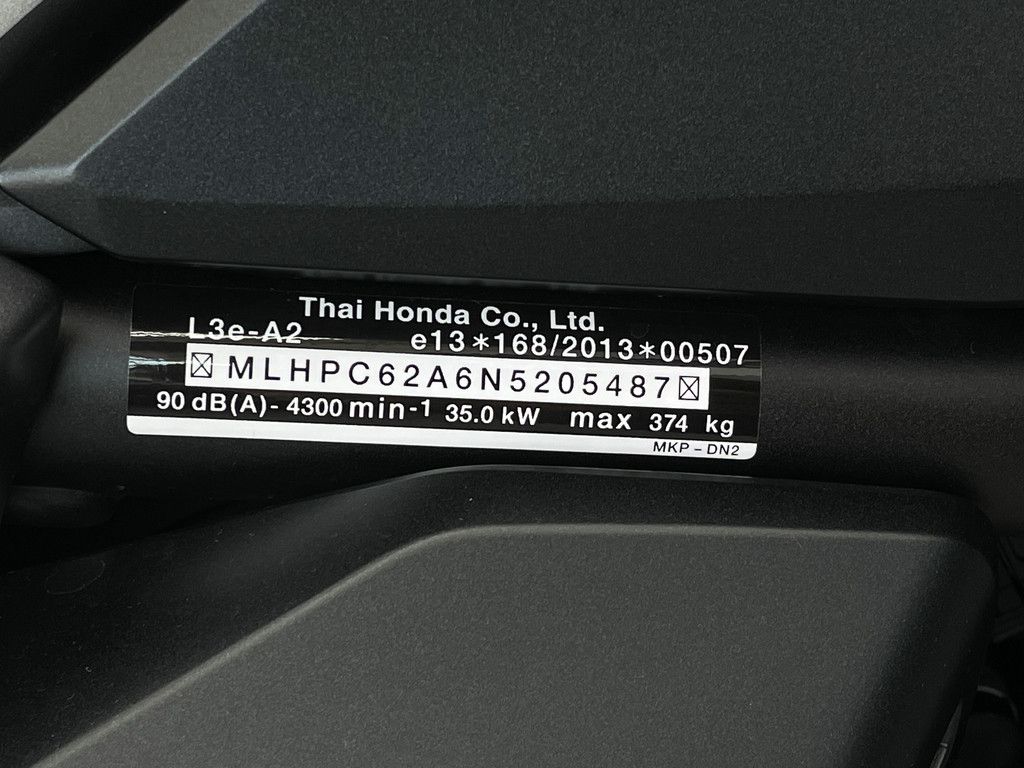 Thai Honda Co., Ltd.
L3e-A2 e13*168/2013*00507
MLHPC62A6N5205487
90 dB(A)- 4300 min-1 35.0 kW max 374 kg
MKP-DN2